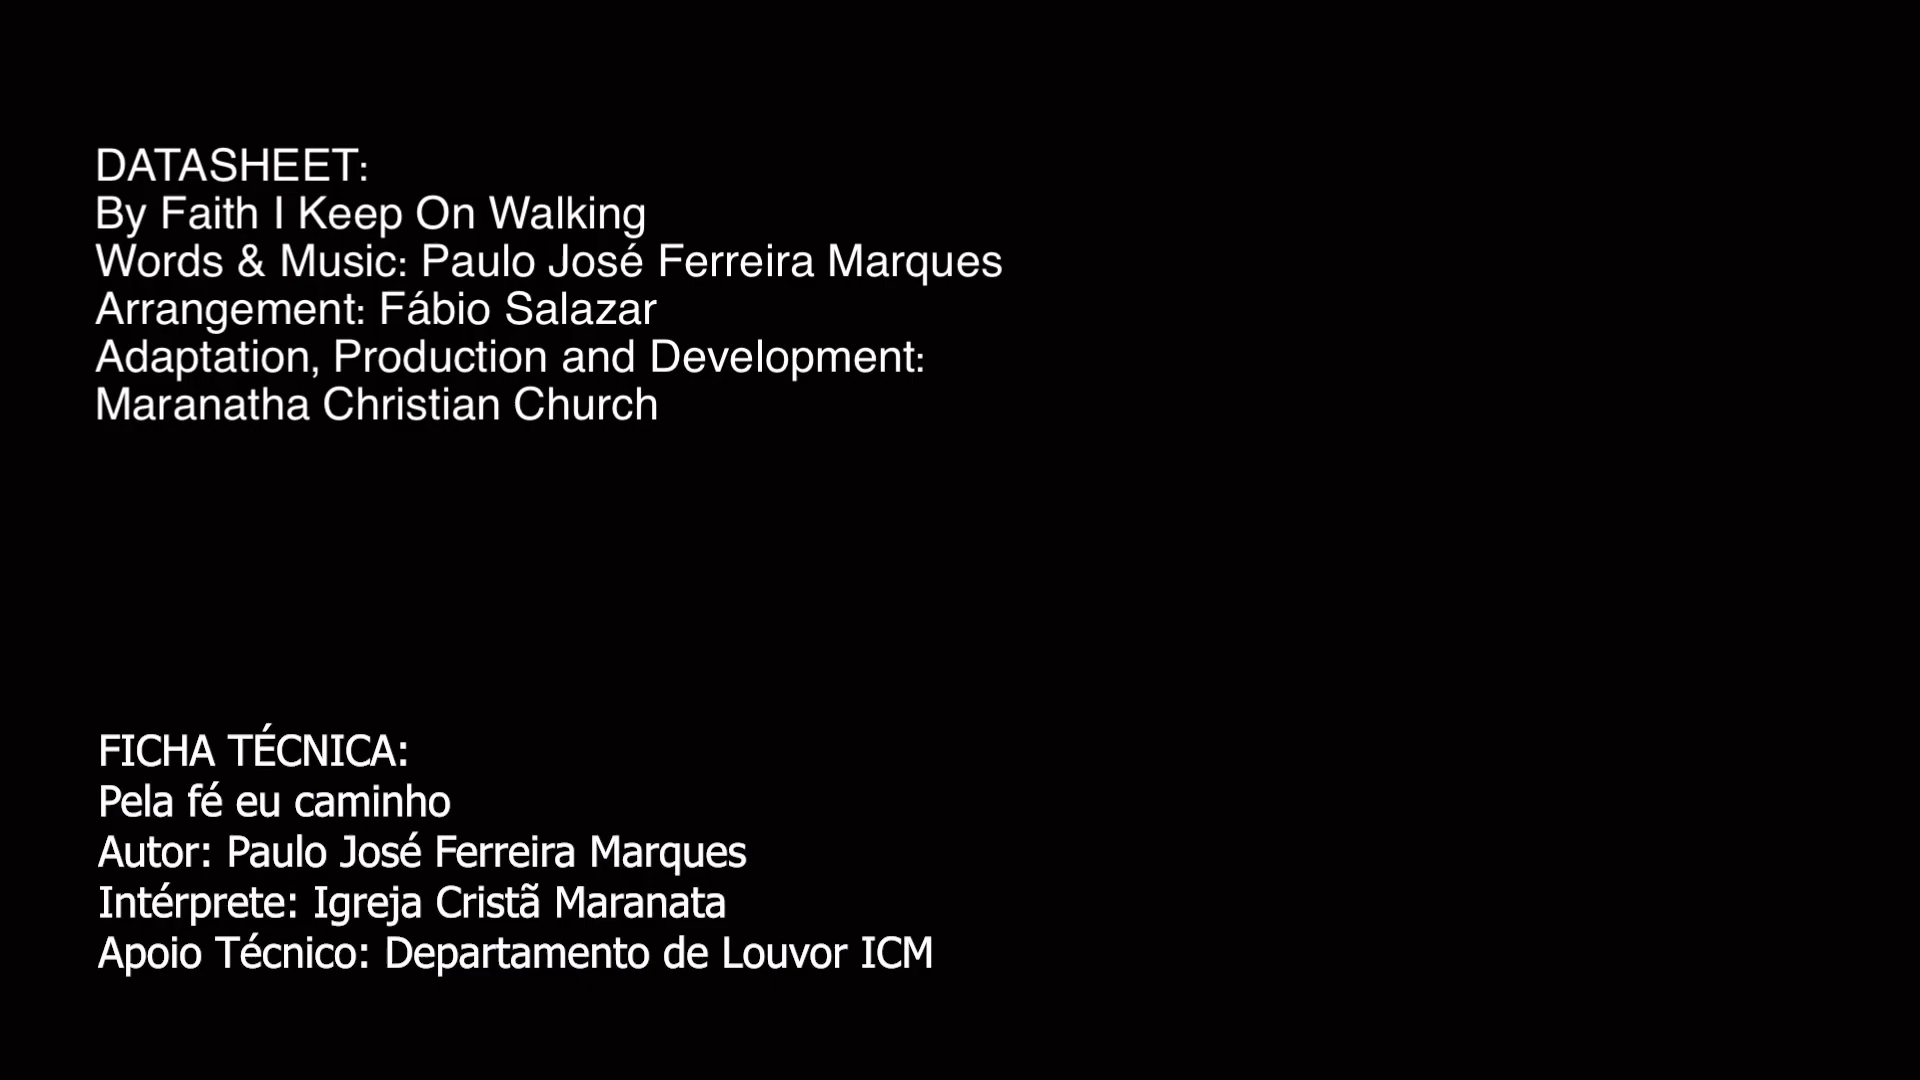 DATASHEET:
By Faith I Keep On Walking
Words & Music: Paulo José Ferreira Marques
Arrangement: Fábio Salazar
Adaptation, Production and Development:
Maranatha Christian Church
FICHA TÉCNICA:
Pela fé eu caminho
Autor: Paulo José Ferreira Marques
Intérprete: Igreja Cristã Maranata
Apoio Técnico: Departamento de Louvor ICM